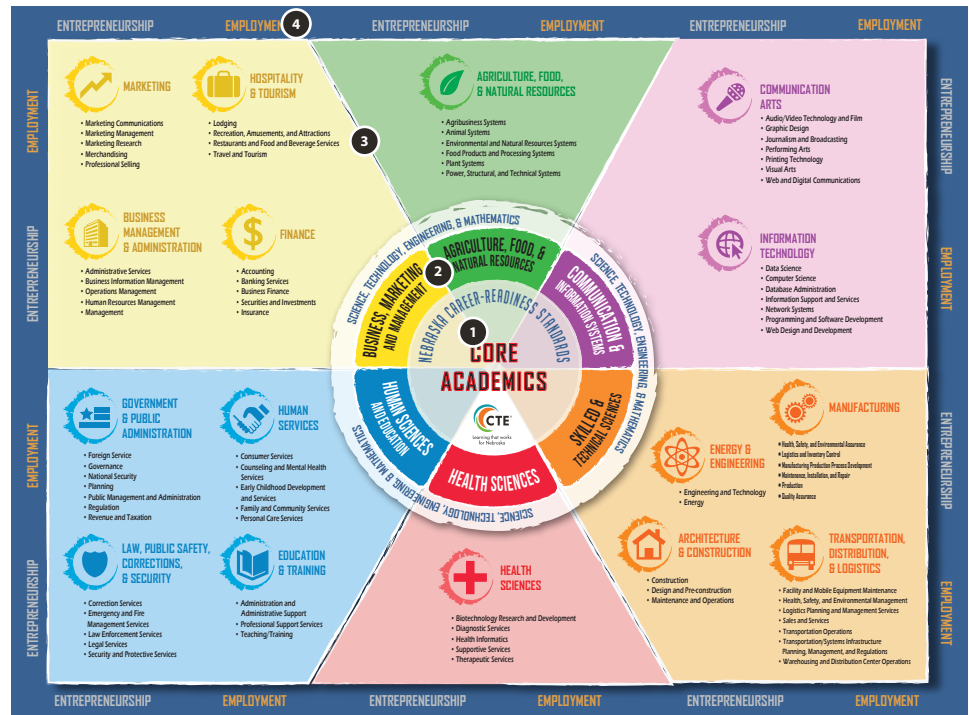 ENTREPRENEURSHIP
EMPLOYMEN
4
ENTREPRENEURSHIP
EMPLOYMENT
ENTREPRENEURSHIP
EMPLOYMENT
EMPLOYMENT
ENTREPRENEURSHIP
EMPLOYMENT
ENTREPRENEURSHIP
MARKETING
• Marketing Communications
• Marketing Management
• Marketing Research
• Merchandising
• Professional Selling
HOSPITALITY
& TOURISM
• Lodging
• Recreation, Amusements, and Attractions
• Restaurants and Food and Beverage Services
• Travel and Tourism
3
BUSINESS
MANAGEMENT
& ADMINISTRATION
• Administrative Services
• Business Information Management
• Operations Management
• Human Resources Management
• Management
$
FINANCE
• Accounting
• Banking Services
• Business Finance
• Securities and Investments
• Insurance
AGRICULTURE, FOOD,
& NATURAL RESOURCES
• Agribusiness Systems
• Animal Systems
• Environmental and Natural Resources Systems
• Food Products and Processing Systems
• Plant Systems
• Power, Structural, and Technical Systems
COMMUNICATION
ARTS
• Audio/Video Technology and Film
• Graphic Design
• Journalism and Broadcasting
• Performing Arts
• Printing Technology
• Visual Arts
• Web and Digital Communications
INFORMATION
TECHNOLOGY
• Data Science
• Computer Science
• Database Administration
• Information Support and Services
• Network Systems
• Programming and Software Development
• Web Design and Development
ENTREPRENEURSHIP
EMPLOYMENT
ENTREPRENEURSHIP
EMPLOYMENT
SCIENCE, TECHNOLOGY, ENGINEERING, & MATHEMATICS
SCIENCE, TECHNOLOGY, ENGINEERING, & MATHEMATICS
SCIENCE, TECHNOLOGY, ENGINEERING, & MATHEMATICS
BUSINESS, MARKETING
AND MANAGEMENT
2
AGRICULTURE, FOOD, &
NATURAL RESOURCES
COMMUNICATION &
INFORMATION SYSTEMS
NEBRASKA CAREER-READINESS STANDARDS
1
CORE
ACADEMICS
CTE
Learning that works
for Nebraska
HUMAN SCIENCES
AND EDUCATION
HEALTH SCIENCES
SKILLED &
TECHNICAL SCIENCES
GOVERNMENT
& PUBLIC
ADMINISTRATION
• Foreign Service
• Governance
• National Security
• Planning
• Public Management and Administration
• Regulation
• Revenue and Taxation
HUMAN
SERVICES
• Consumer Services
• Counseling and Mental Health
Services
• Early Childhood Development
and Services
• Family and Community Services
• Personal Care Services
LAW, PUBLIC SAFETY,
CORRECTIONS,
& SECURITY
• Correction Services
• Emergency and Fire
Management Services
• Law Enforcement Services
• Legal Services
• Security and Protective Services
EDUCATION
& TRAINING
• Administration and
Administrative Support
• Professional Support Services
• Teaching/Training
HEALTH
SCIENCES
• Biotechnology Research and Development
• Diagnostic Services
• Health Informatics
• Supportive Services
• Therapeutic Services
ENERGY &
ENGINEERING
• Engineering and Technology
• Energy
MANUFACTURING
• Health, Safety, and Environmental Assurance
• Logistics and Inventory Control
• Manufacturing Production Process Development
• Maintenance, Installation, and Repair
• Production
• Quality Assurance
ARCHITECTURE
& CONSTRUCTION
• Construction
• Design and Pre-construction
• Maintenance and Operations
TRANSPORTATION,
DISTRIBUTION,
& LOGISTICS
• Facility and Mobile Equipment Maintenance
• Health, Safety, and Environmental Management
• Logistics Planning and Management Services
• Sales and Services
• Transportation Operations
• Transportation/Systems Infrastructure
Planning, Management, and Regulations
• Warehousing and Distribution Center Operations
ENTREPRENEURSHIP
EMPLOYMENT
ENTREPRENEURSHIP
EMPLOYMENT
ENTREPRENEURSHIP
EMPLOYMENT